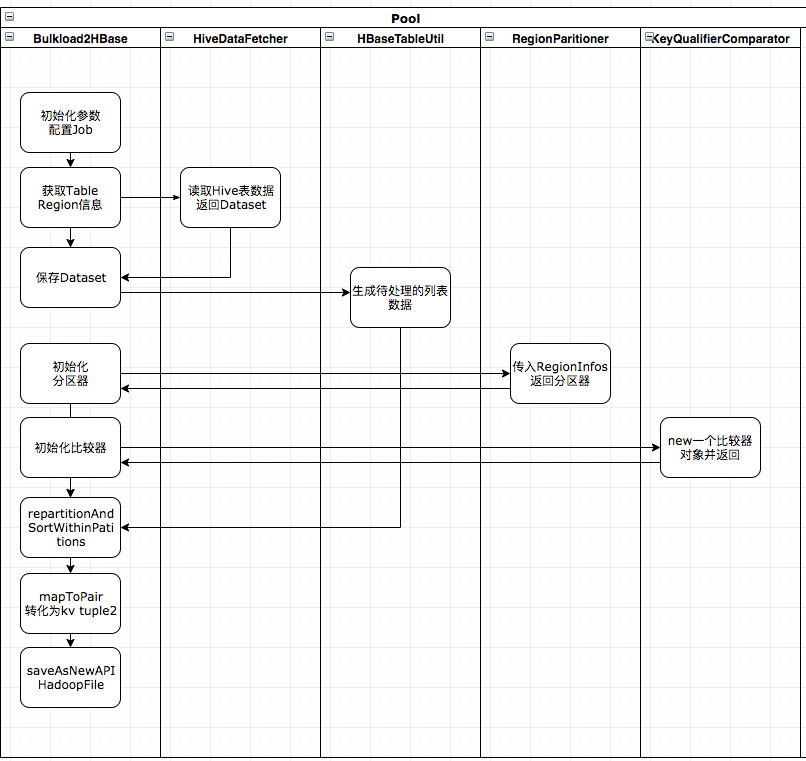 Pool
Bulkload2HBase
HiveDataFetcher
HBaseTableUtil
RegionParitioner
KeyQualifierComparator
初始化参数
配置Job
获取Table
Region信息
读取Hive表数据
返回Dataset
保存Dataset
生成待处理的列表
数据
初始化
分区器
传入RegionInfos
返回分区器
初始化比较器
new一个比较器
对象并返回
repartitionAnd
SortWithinPati
tions
mapToPair
转化为kv tuple2
saveAsNewAPI
HadoopFile